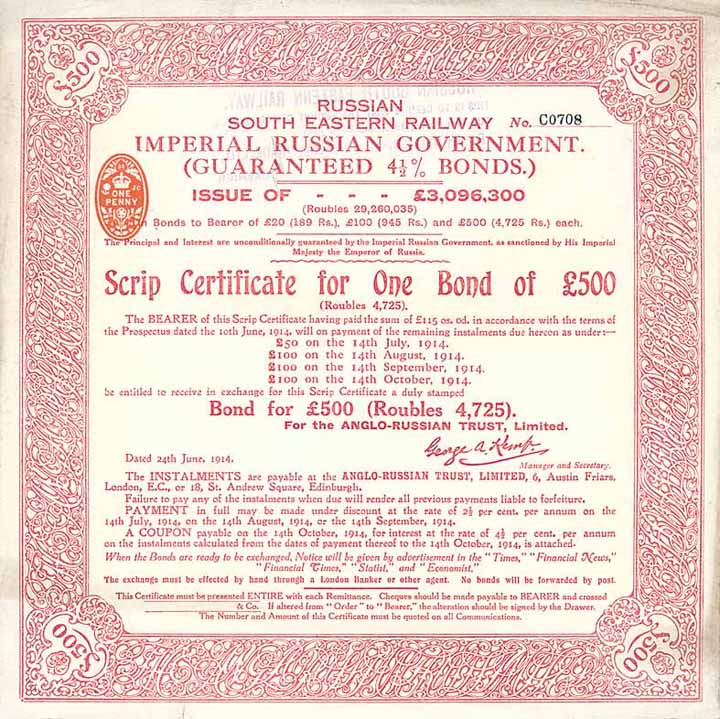 £500
£500
RUSSIAN
SOUTH EASTERN RAILWAY No. C0708
IMPERIAL RUSSIAN GOVERNMENT.
(GUARANTEED 4½% BONDS.)
ONE
PENNY
ISSUE OF - - - £3,096,300
(Roubles 29,260,035)
Bonds to Bearer of £20 (189 Rs.), £100 (945 Rs.) and £500 (4,725 Rs.) each.
The Principal and Interest are unconditionally guaranteed by the Imperial Russian Government, as sanctioned by His Imperial
Majesty the Emperor of Russia.
Scrip Certificate for One Bond of £500
(Roubles 4,725).
The BEARER of this Scrip Certificate having paid the sum of £115 os. od. in accordance with the terms of
the Prospectus dated the 10th June, 1914, will on payment of the remaining instalments due hereon as under:—
£50 on the 14th July, 1914.
£100 on the 14th August, 1914.
£100 on the 14th September, 1914.
£100 on the 14th October, 1914.
be entitled to receive in exchange for this Scrip Certificate a duly stamped
Bond for £500 (Roubles 4,725).
For the ANGLO-RUSSIAN TRUST, Limited.
George A. Kemp
Dated 24th June, 1914.
Manager and Secretary.
The INSTALMENTS are payable at the ANGLO-RUSSIAN TRUST, LIMITED, 6, Austin Friars,
London, E.C., or 18, St. Andrew Square, Edinburgh.
Failure to pay any of the instalments when due will render all previous payments liable to forfeiture.
PAYMENT in full may be made under discount at the rate of 2½ per cent. per annum on the
14th July, 1914, on the 14th August, 1914, or the 14th September, 1914.
A COUPON payable on the 14th October, 1914, for interest at the rate of 4½ per cent. per annum
on the instalments calculated from the dates of payment thereof to the 14th October, 1914, is attached.
When the Bonds are ready to be exchanged, Notice will be given by advertisement in the "Times," "Financial News,"
"Financial Times," "Statist," and "Economist."
The exchange must be effected by hand through a London Banker or other agent. No bonds will be forwarded by post.
This Certificate must be presented ENTIRE with each Remittance. Cheques should be made payable to BEARER and crossed
& Co. If altered from "Order" to "Bearer," the alteration should be signed by the Drawer.
The Number and Amount of this Certificate must be quoted on all Communications.
£500
£500